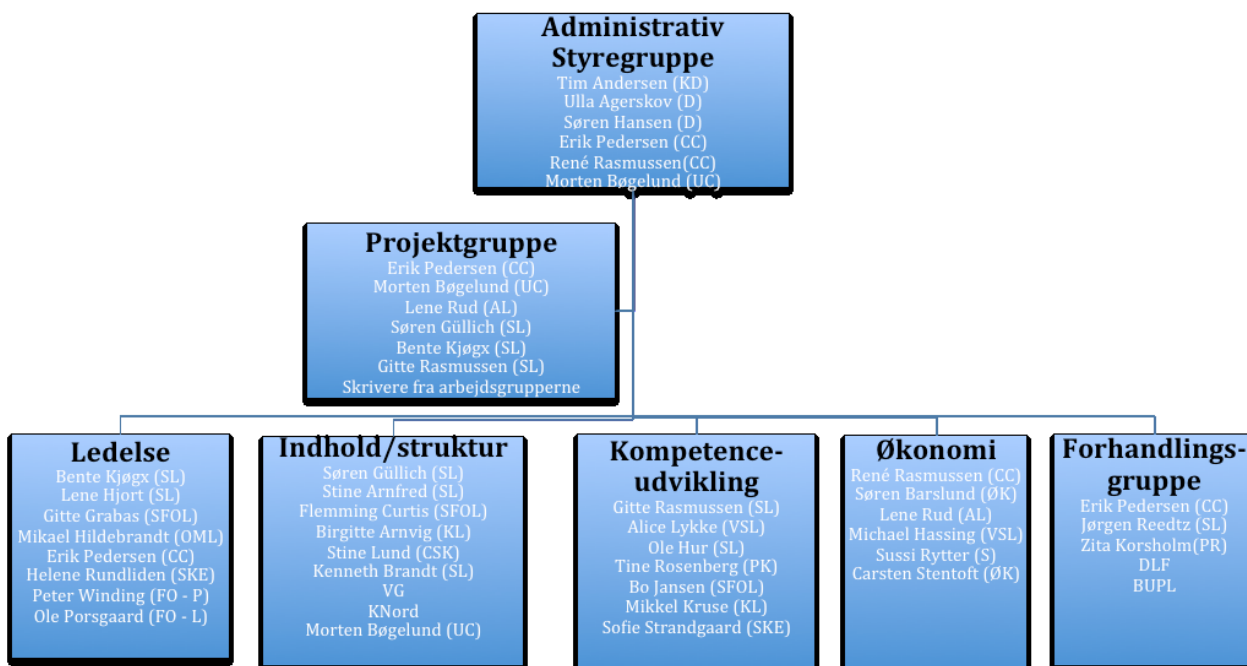 Administrativ
Styregruppe
Tim Andersen (KD)
Ulla Agerskov (D)
Søren Hansen (D)
Erik Pedersen (CC)
René Rasmussen(CC)
Morten Bøgelund (UC)
Projektgruppe
Erik Pedersen (CC)
Morten Bøgelund (UC)
Lene Rud (AL)
Søren Güllich (SL)
Bente Kjøgx (SL)
Gitte Rasmussen (SL)
Skrivere fra arbejdsgrupperne
Ledelse
Bente Kjøgx (SL)
Lene Hjort (SL)
Gitte Grabas (SFOL)
Mikael Hildebrandt (OML)
Erik Pedersen (CC)
Helene Rundliden (SKE)
Peter Winding (FO - P)
Ole Porsgaard (FO - L)
Indhold/struktur
Søren Güllich (SL)
Stine Arnfred (SL)
Flemming Curtis (SFOL)
Birgitte Arnvig (KL)
Stine Lund (CSK)
Kenneth Brandt (SL)
VG
KNord
Morten Bøgelund (UC)
Kompetence-
udvikling
Gitte Rasmussen (SL)
Alice Lykke (VSL)
Ole Hur (SL)
Tine Rosenberg (PK)
Bo Jansen (SFOL)
Mikkel Kruse (KL)
Sofie Strandgaard (SKE)
Økonomi
René Rasmussen (CC)
Søren Barslund (ØK)
Lene Rud (AL)
Michael Hassing (VSL)
Sussi Rytter (S)
Carsten Stentoft (ØK)
Forhandlings-
gruppe
Erik Pedersen (CC)
Jørgen Reedtz (SL)
Zita Korsholm(PR)
DLF
BUPL